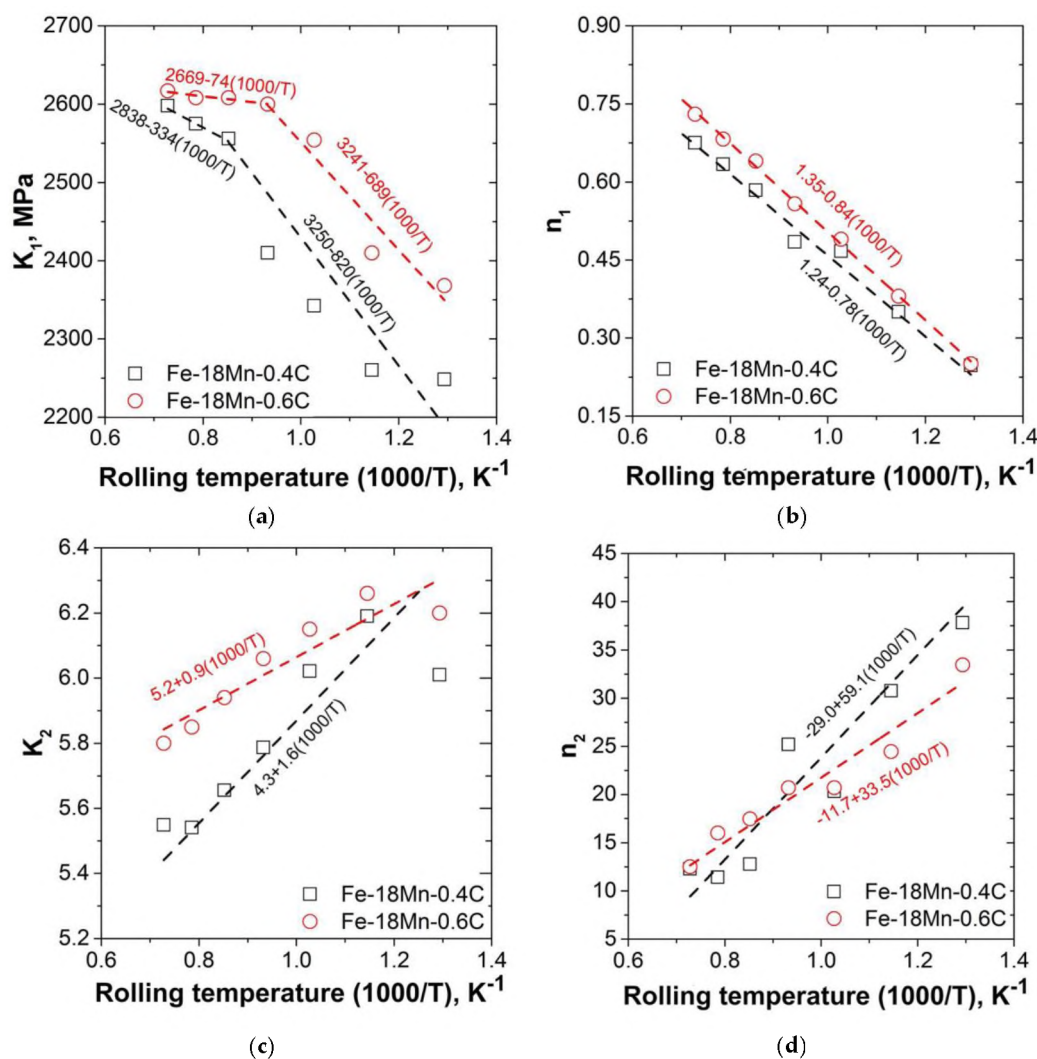 2700
2600
2500
2400
2300
2200
K₁, MPa
2669-74(1000/T)
2838-334(1000/T)
3241-689(1000/T)
3250-820(1000/T)
Fe-18Mn-0.4C
Fe-18Mn-0.6C
0.6 0.8 1.0 1.2 1.4
Rolling temperature (1000/T), K⁻¹
(a)
0.90
0.75
0.60
0.45
0.30
0.15
n₁
1.35-0.84(1000/T)
1.24-0.78(1000/T)
Fe-18Mn-0.4C
Fe-18Mn-0.6C
0.6 0.8 1.0 1.2 1.4
Rolling temperature (1000/T), K⁻¹
(b)
6.4
6.2
6.0
5.8
5.6
5.4
5.2
K₂
5.2+0.9(1000/T)
4.3+1.6(1000/T)
Fe-18Mn-0.4C
Fe-18Mn-0.6C
0.6 0.8 1.0 1.2 1.4
Rolling temperature (1000/T), K⁻¹
(c)
45
40
35
30
25
20
15
10
5
n₂
-29.0+59.1(1000/T)
-11.7+33.5(1000/T)
Fe-18Mn-0.4C
Fe-18Mn-0.6C
0.6 0.8 1.0 1.2 1.4
Rolling temperature (1000/T), K⁻¹
(d)